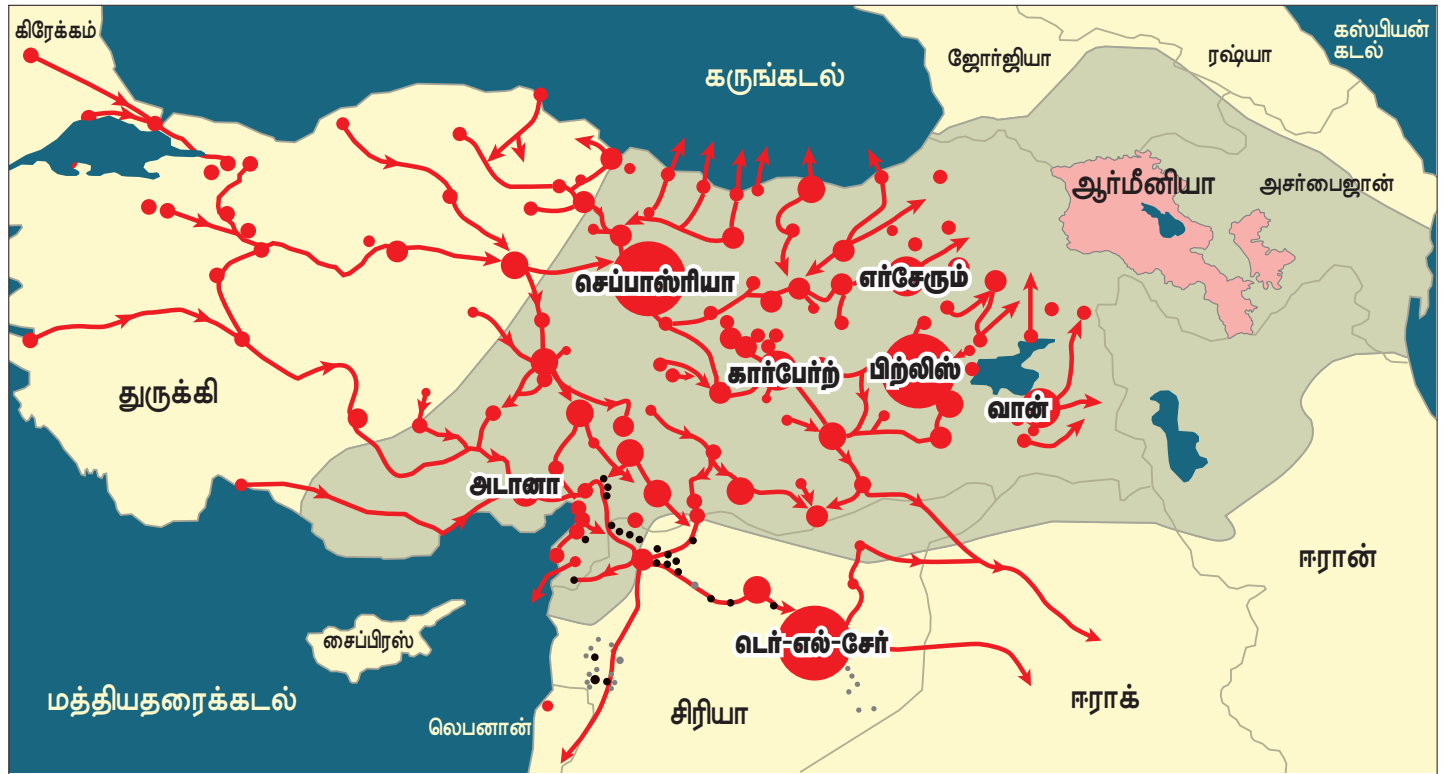 கிரேக்கம்
கருங்கடல்
ஜோர்ஜியா
ரஷ்யா
கஸ்பியன்
கடல்
ஆர்மீனியா
அசர்பைஜான்
செப்பாஸ்ரியா
எர்சேரும்
துருக்கி
கார்பேர்ற்
பிற்லிஸ்
வான்
அடானா
ஈரான்
சைப்பிரஸ்
டெர்-எல்-சேர்
மத்தியதரைக்கடல்
லெபனான்
சிரியா
ஈராக்